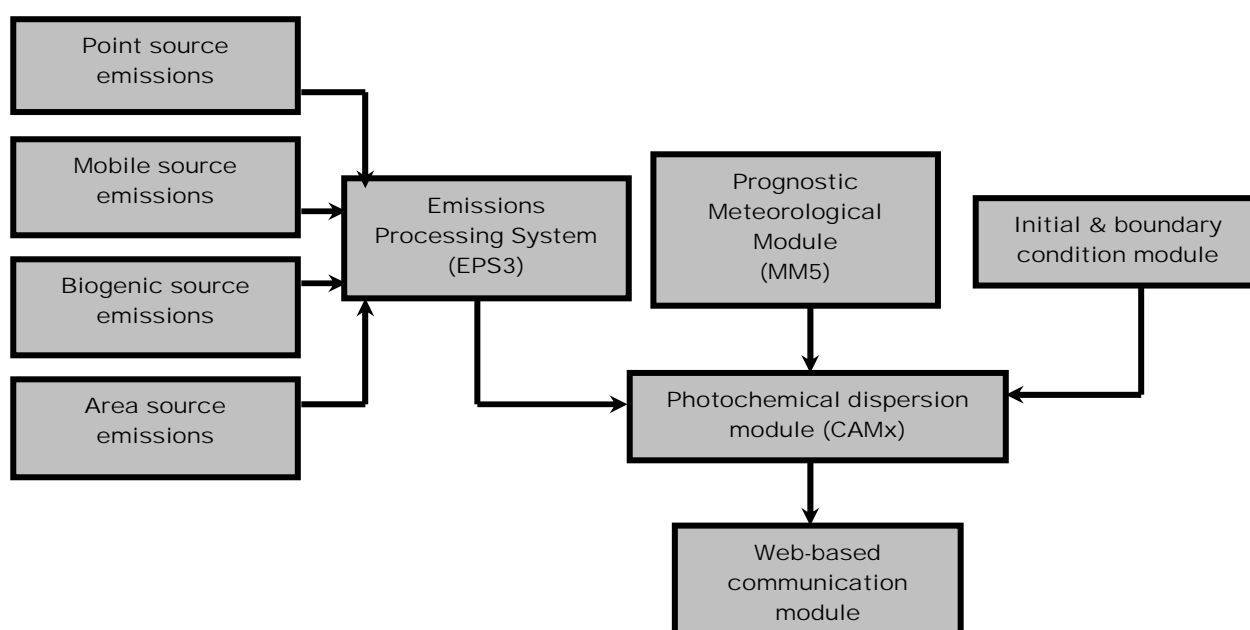 Point source
emissions
Mobile source
emissions
Biogenic source
emissions
Area source
emissions
Emissions
Processing System
(EPS3)
Prognostic
Meteorological
Module
(MM5)
Initial & boundary
condition module
Photochemical dispersion
module (CAMx)
Web-based
communication
module